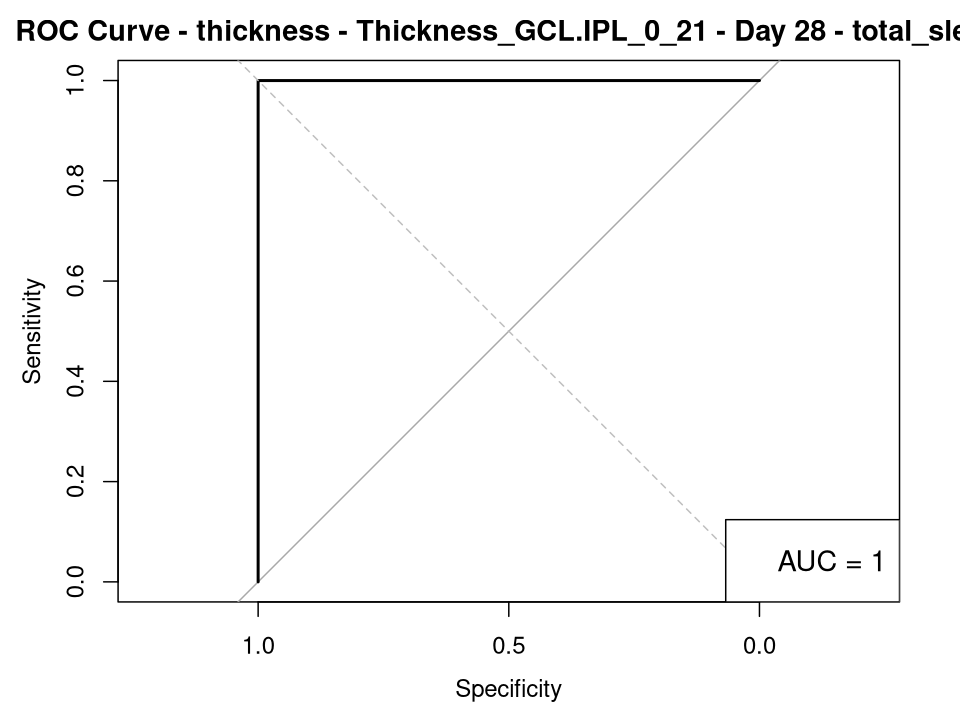 ROC Curve - thickness - Thickness_GCL.IPL_0_21 - Day 28 - total_sle
1.0
0.8
0.6
0.4
0.2
0.0
Sensitivity
AUC = 1
1.0 0.5 0.0
Specificity